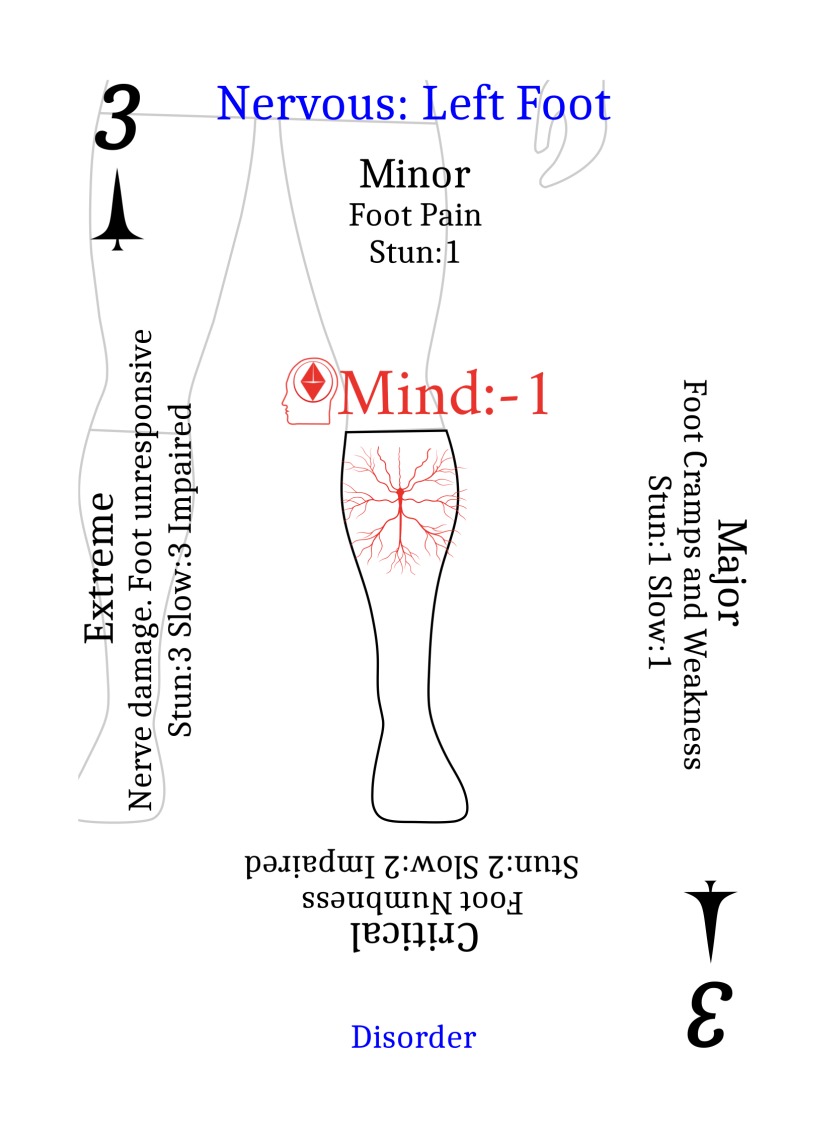 3
Nervous: Left Foot
Minor
Foot Pain
Stun:1
Mind:-1
Major
Foot Cramps and Weakness
Stun:1 Slow:1
Critical
Foot Numbness
Stun:2 Slow:2 Impaired
Extreme
Nerve damage. Foot unresponsive
Stun:3 Slow:3 Impaired
Disorder
3